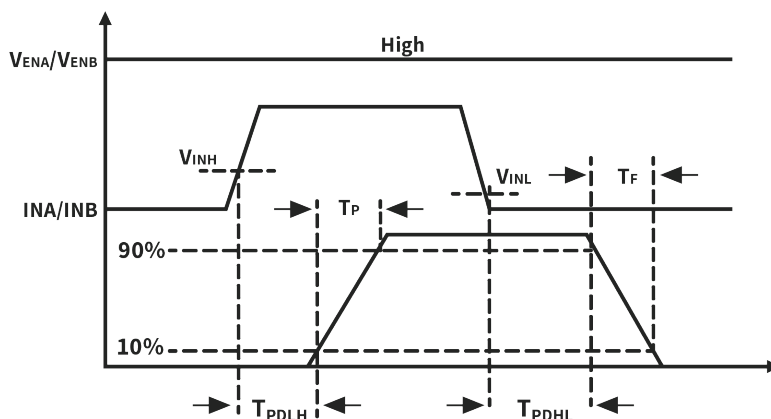 High
VENA/VENB
VINH
VINL
TF
INA/INB
TP
90%
10%
TPDLH
TPDHL